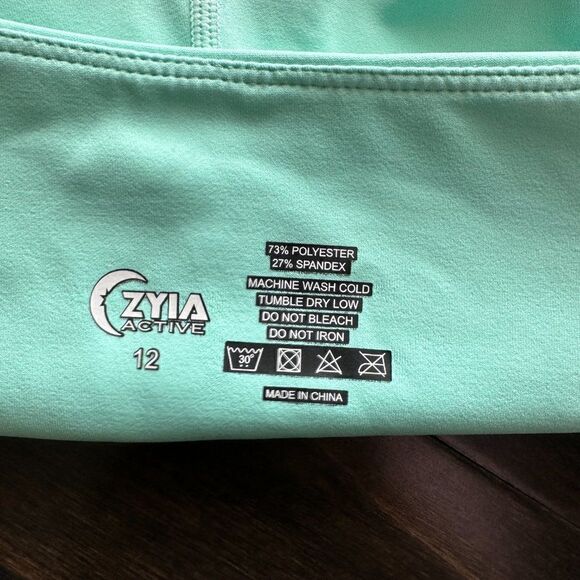 ZYIA
ACTIVE
12
73% POLYESTER
27% SPANDEX
MACHINE WASH COLD
TUMBLE DRY LOW
DO NOT BLEACH
DO NOT IRON
30°
MADE IN CHINA